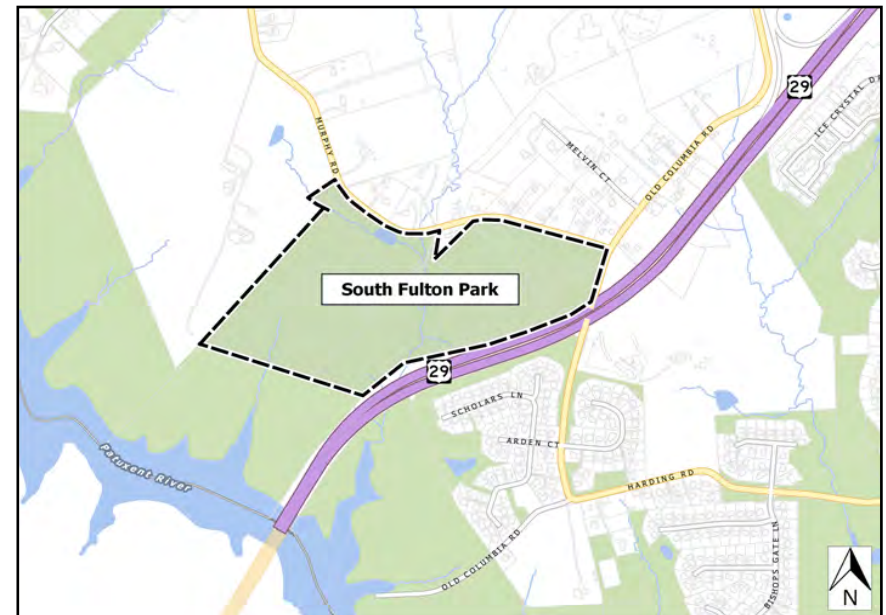 29
ICE CRYSTAL DR
MURPHY RD
MELVIN CT
OLD COLUMBIA RD
South Fulton Park
29
SCHOLARS LN
ARDEN CT
Patuxent River
HARDING RD
OLD COLUMBIA RD
BISHOPS GATE LN
N